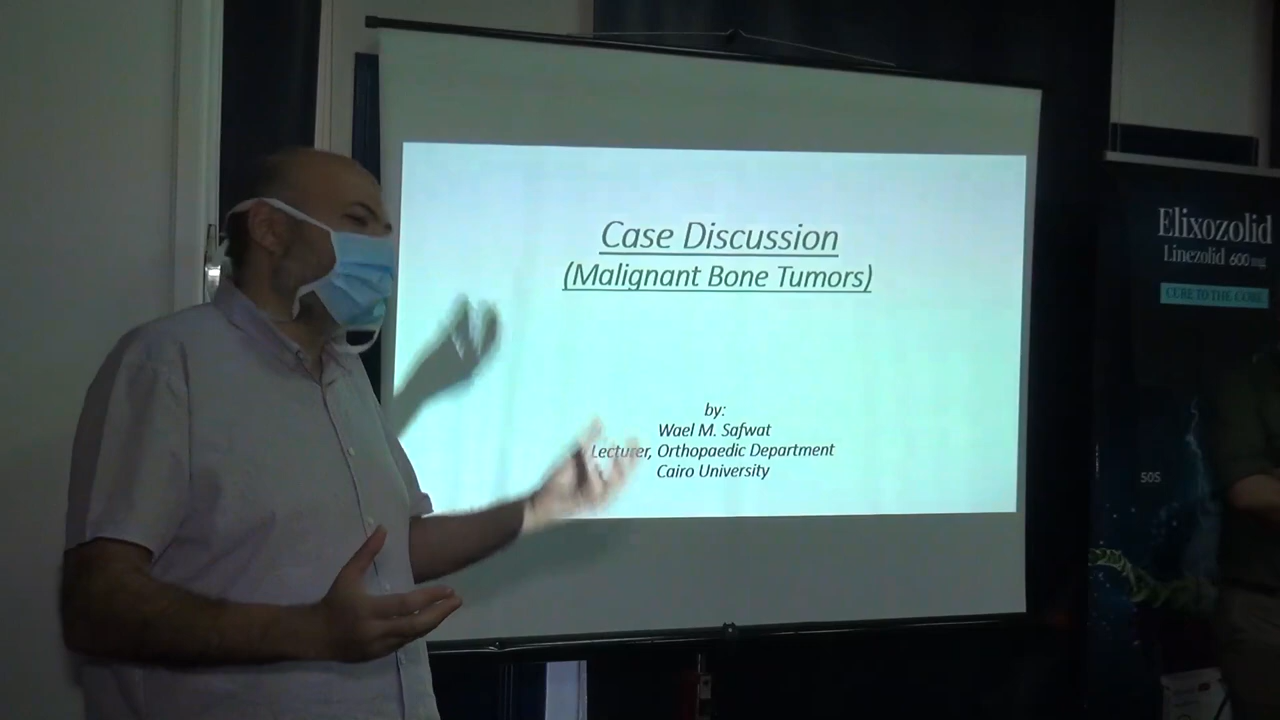 Case Discussion
(Malignant Bone Tumors)
by:
Wael M. Safwat
Lecturer, Orthopaedic Department
Cairo University
Elixozolid
Linezolid 600 mg
CURE TO THE CORE
SOS